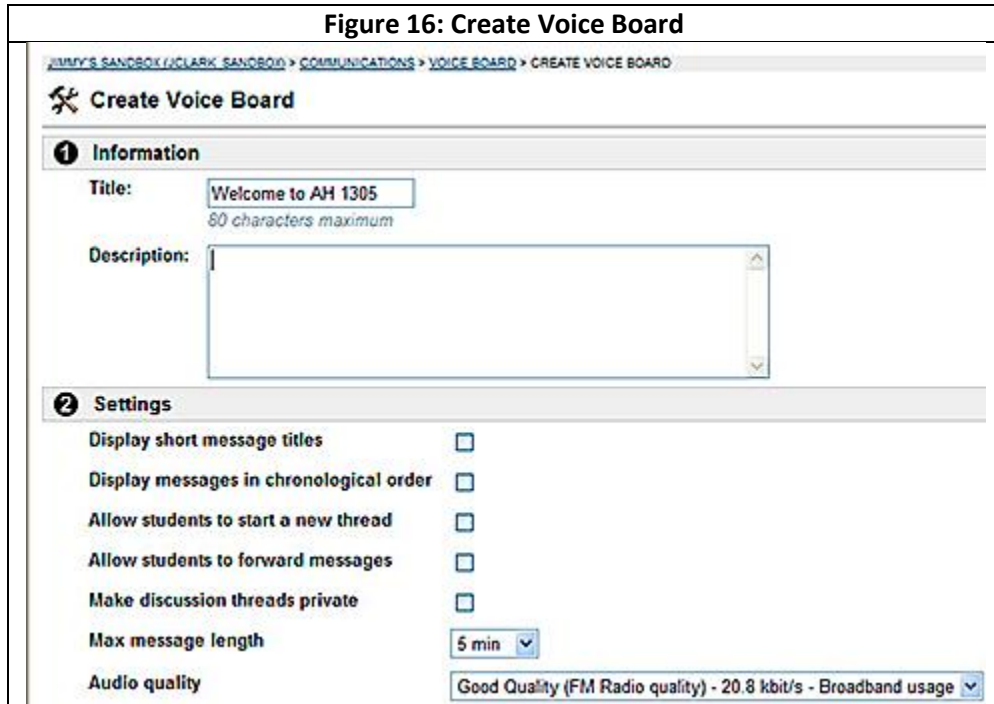 Figure 16: Create Voice Board
JIMMY'S SANDBOX (JCLARK_SANDBOX) > COMMUNICATIONS > VOICE BOARD > CREATE VOICE BOARD
Create Voice Board
1 Information
Title: Welcome to AH 1305
80 characters maximum
Description:
2 Settings
Display short message titles
Display messages in chronological order
Allow students to start a new thread
Allow students to forward messages
Make discussion threads private
Max message length 5 min
Audio quality Good Quality (FM Radio quality) - 20.8 kbit/s - Broadband usage